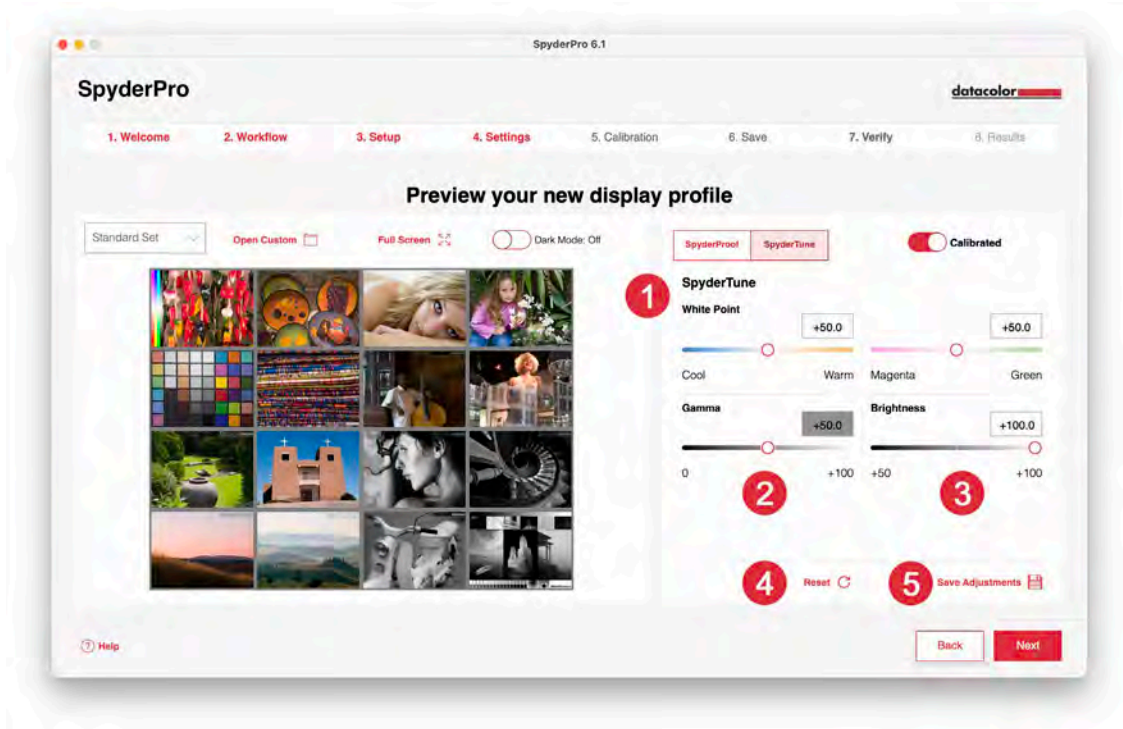 SpyderPro 6.1
SpyderPro
datacolor
1. Welcome 2. Workflow 3. Setup 4. Settings 5. Calibration 6. Save 7. Verify 8. Results
Preview your new display profile
Standard Set Open Custom Full Screen Dark Mode: Off
SpyderProof SpyderTune Calibrated
1
SpyderTune
White Point
+50.0 +50.0
Cool Warm Magenta Green
Gamma Brightness
+50.0 +100.0
0 +100 +50 +100
2 3
4 Reset 5 Save Adjustments
? Help
Back Next